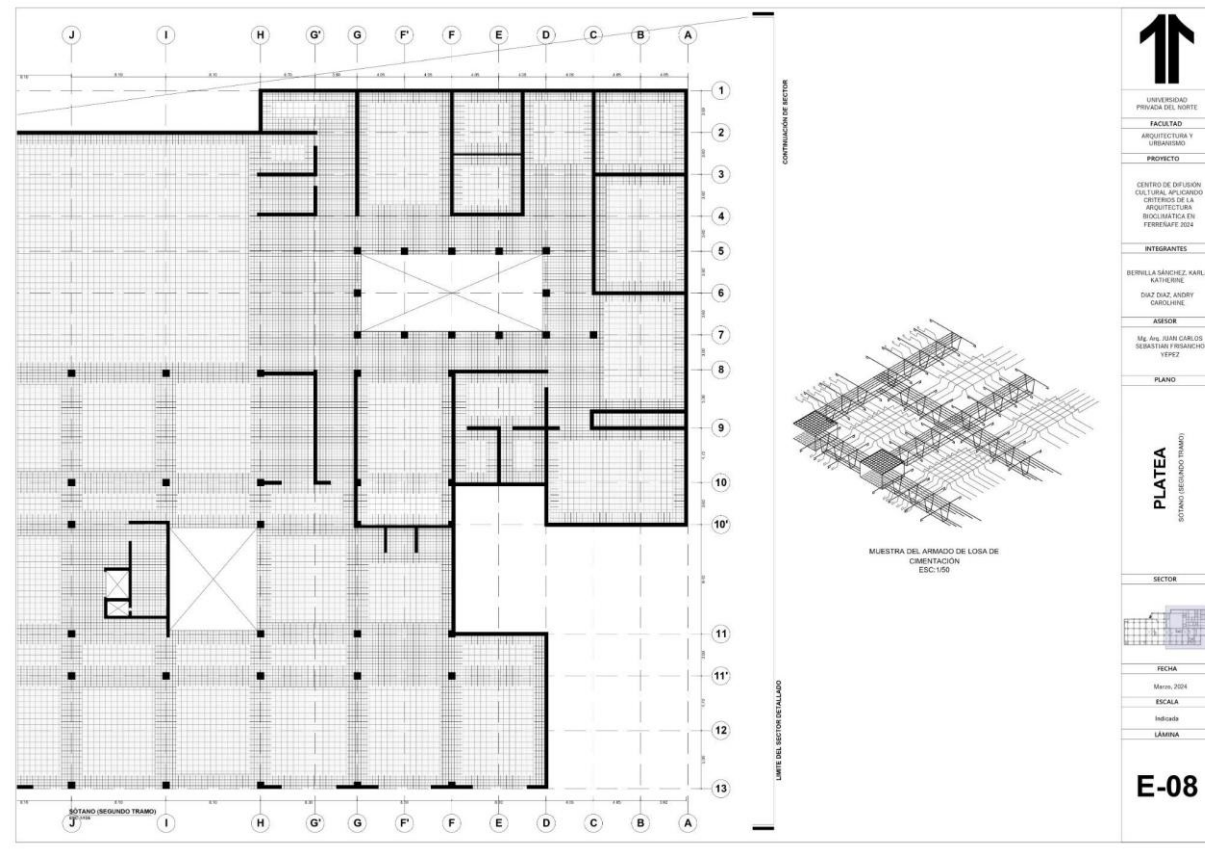 J I H G' G F' F E D C B A
1
2
3
4
5
6
7
8
9
10
10'
11
11'
12
13
SÓTANO (SEGUNDO TRAMO)
J I H G' G F' F E D C B A
CONTINUACIÓN DE SECTOR
LIMITE DEL SECTOR DETALLADO
MUESTRA DEL ARMADO DE LOSA DE
CIMENTACIÓN
ESC:1/50
UNIVERSIDAD
PRIVADA DEL NORTE
FACULTAD
ARQUITECTURA Y
URBANISMO
PROYECTO
CENTRO DE DIFUSIÓN
CULTURAL APLICANDO
CRITERIOS DE LA
ARQUITECTURA
BIOCLIMÁTICA EN
FERREÑAFE 2024
INTEGRANTES
BERNILLA SÁNCHEZ, KARL
KATHERINE
DIAZ DIAZ, ANDRY
CAROLHINE
ASESOR
Mg. Arq. JUAN CARLOS
SEBASTIAN FRISANCHO
YEPEZ
PLANO
PLATEA
SÓTANO (SEGUNDO TRAMO)
SECTOR
FECHA
Marzo, 2024
ESCALA
Indicada
LÁMINA
E-08